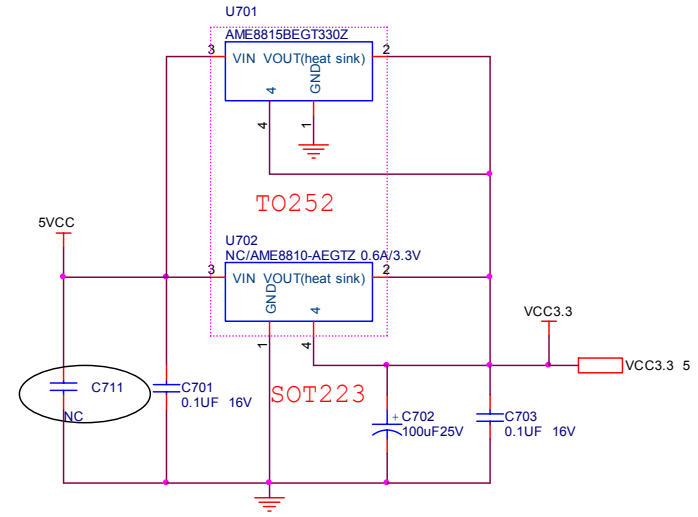 U701
AME8815BEGT330Z
3
VIN VOUT(heat sink)
2
4
GND
4
1
TO252
5VCC
U702
NC/AME8810-AEGTZ 0.6A/3.3V
3
VIN VOUT(heat sink)
2
GND
4
1
4
VCC3.3
VCC3.3 5
SOT223
C711
NC
C701
0.1UF 16V
+ C702
100uF25V
C703
0.1UF 16V